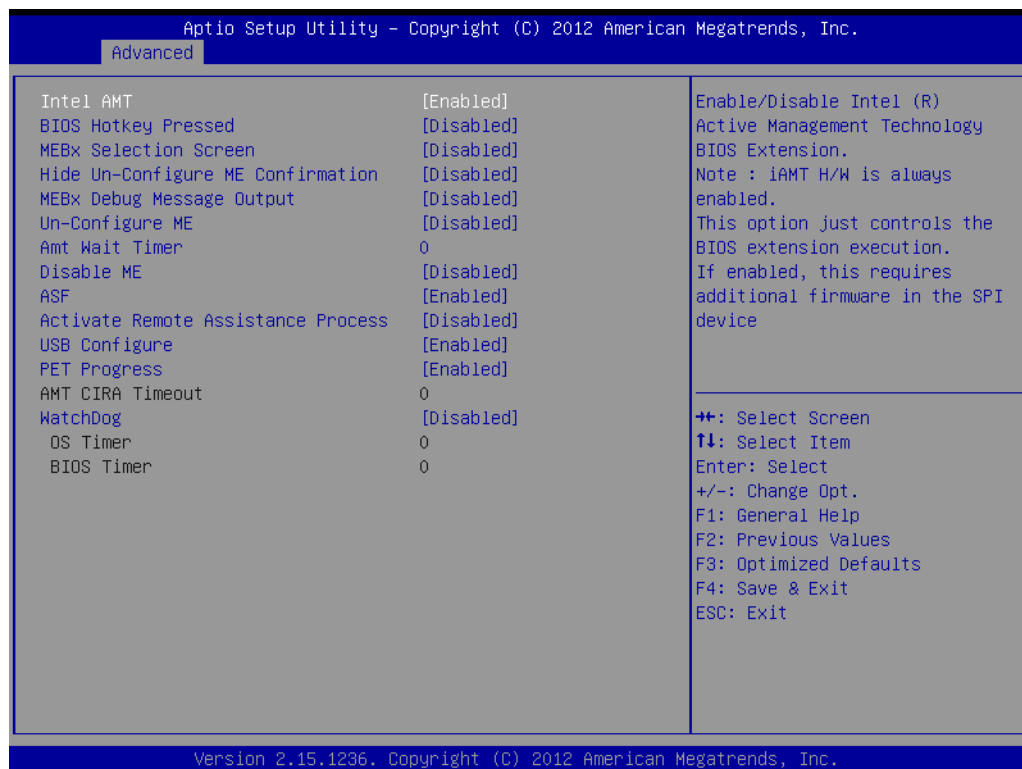 Aptio Setup Utility – Copyright (C) 2012 American Megatrends, Inc.
Advanced
Intel AMT [Enabled]
BIOS Hotkey Pressed [Disabled]
MEBx Selection Screen [Disabled]
Hide Un-Configure ME Confirmation [Disabled]
MEBx Debug Message Output [Disabled]
Un-Configure ME [Disabled]
Amt Wait Timer 0
Disable ME [Disabled]
ASF [Enabled]
Activate Remote Assistance Process [Disabled]
USB Configure [Enabled]
PET Progress [Enabled]
AMT CIRA Timeout 0
WatchDog [Disabled]
OS Timer 0
BIOS Timer 0
Enable/Disable Intel (R)
Active Management Technology
BIOS Extension.
Note : iAMT H/W is always
enabled.
This option just controls the
BIOS extension execution.
If enabled, this requires
additional firmware in the SPI
device
→←: Select Screen
↑↓: Select Item
Enter: Select
+/-: Change Opt.
F1: General Help
F2: Previous Values
F3: Optimized Defaults
F4: Save & Exit
ESC: Exit
Version 2.15.1236. Copyright (C) 2012 American Megatrends, Inc.